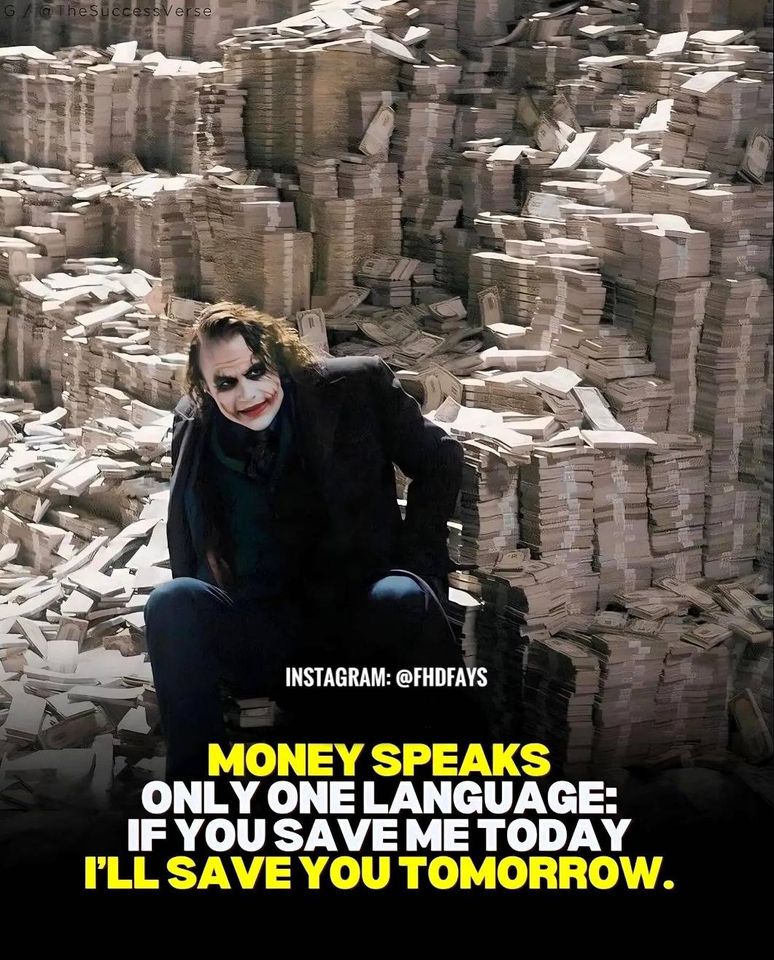 G / @TheSuccessVerse
INSTAGRAM: @FHDFAYS
MONEY SPEAKS
ONLY ONE LANGUAGE:
IF YOU SAVE ME TODAY
I'LL SAVE YOU TOMORROW.